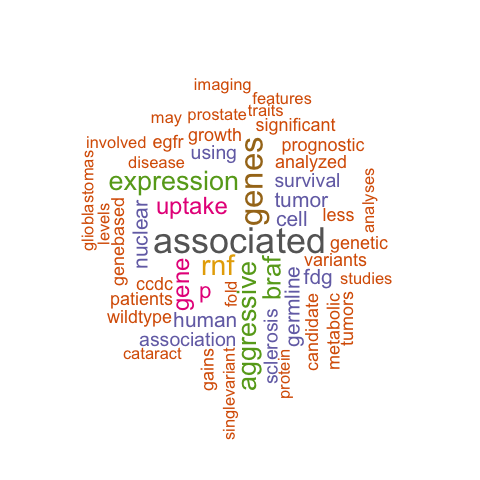 imaging
features
may
prostate
traits
growth
significant
involved
egfr
using
genes
prognostic
disease
analyzed
glioblastomas
levels
genebased
expression
survival
analyses
nuclear
uptake
tumor
cell
less
associated
genetic
gene
rnf
braf
variants
ccdc
p
fold
aggressive
germline
fdg
studies
patients
wildtype
human
sclerosis
candidate
metabolic
tumors
association
cataract
gains
singlevariant
protein